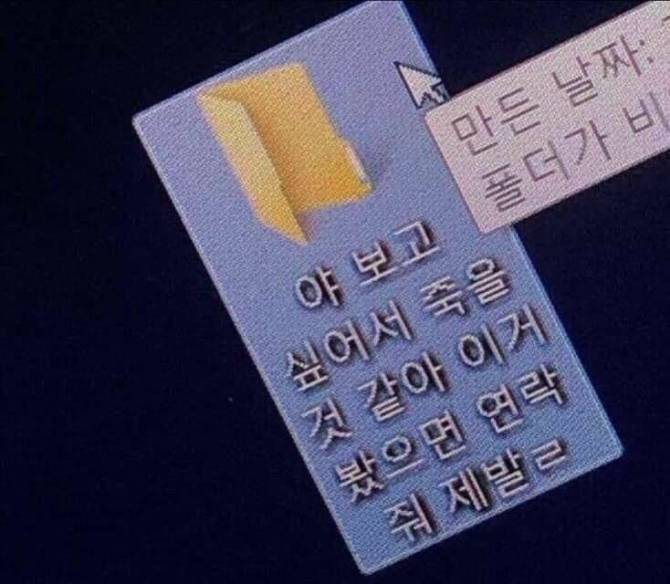 야 보고
싶어서 죽을
것 같아 이거
봤으면 연락
줘 제발ㄹ
만든 날짜:
폴더가 비